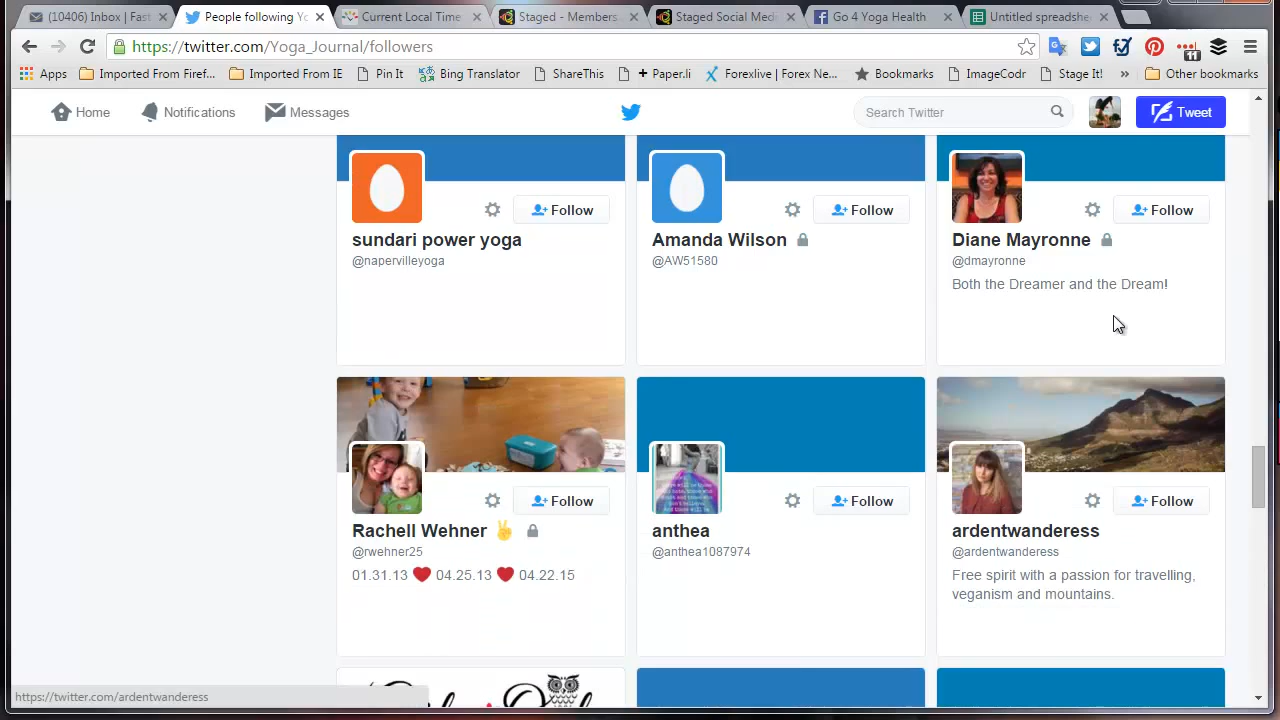 (10406) Inbox | Fast
People following Yo
Current Local Time
Staged - Members
Staged Social Med
Go 4 Yoga Health
Untitled spreadshe
https://twitter.com/Yoga_Journal/followers
11
Apps
Imported From Firef...
Imported From IE
Pin It
Bing Translator
ShareThis
+ Paper.li
Forexlive | Forex Ne...
Bookmarks
ImageCodr
Stage It!
»
Other bookmarks
Home
Notifications
Messages
Search Twitter
Tweet
Follow
Follow
Follow
sundari power yoga
@napervilleyoga
Amanda Wilson
@AW51580
Diane Mayronne
@dmayronne
Both the Dreamer and the Dream!
Follow
Follow
Follow
Rachell Wehner ✌
@rwehner25
01.31.13 ❤ 04.25.13 ❤ 04.22.15
anthea
@anthea1087974
ardentwanderess
@ardentwanderess
Free spirit with a passion for travelling,
veganism and mountains.
https://twitter.com/ardentwanderess